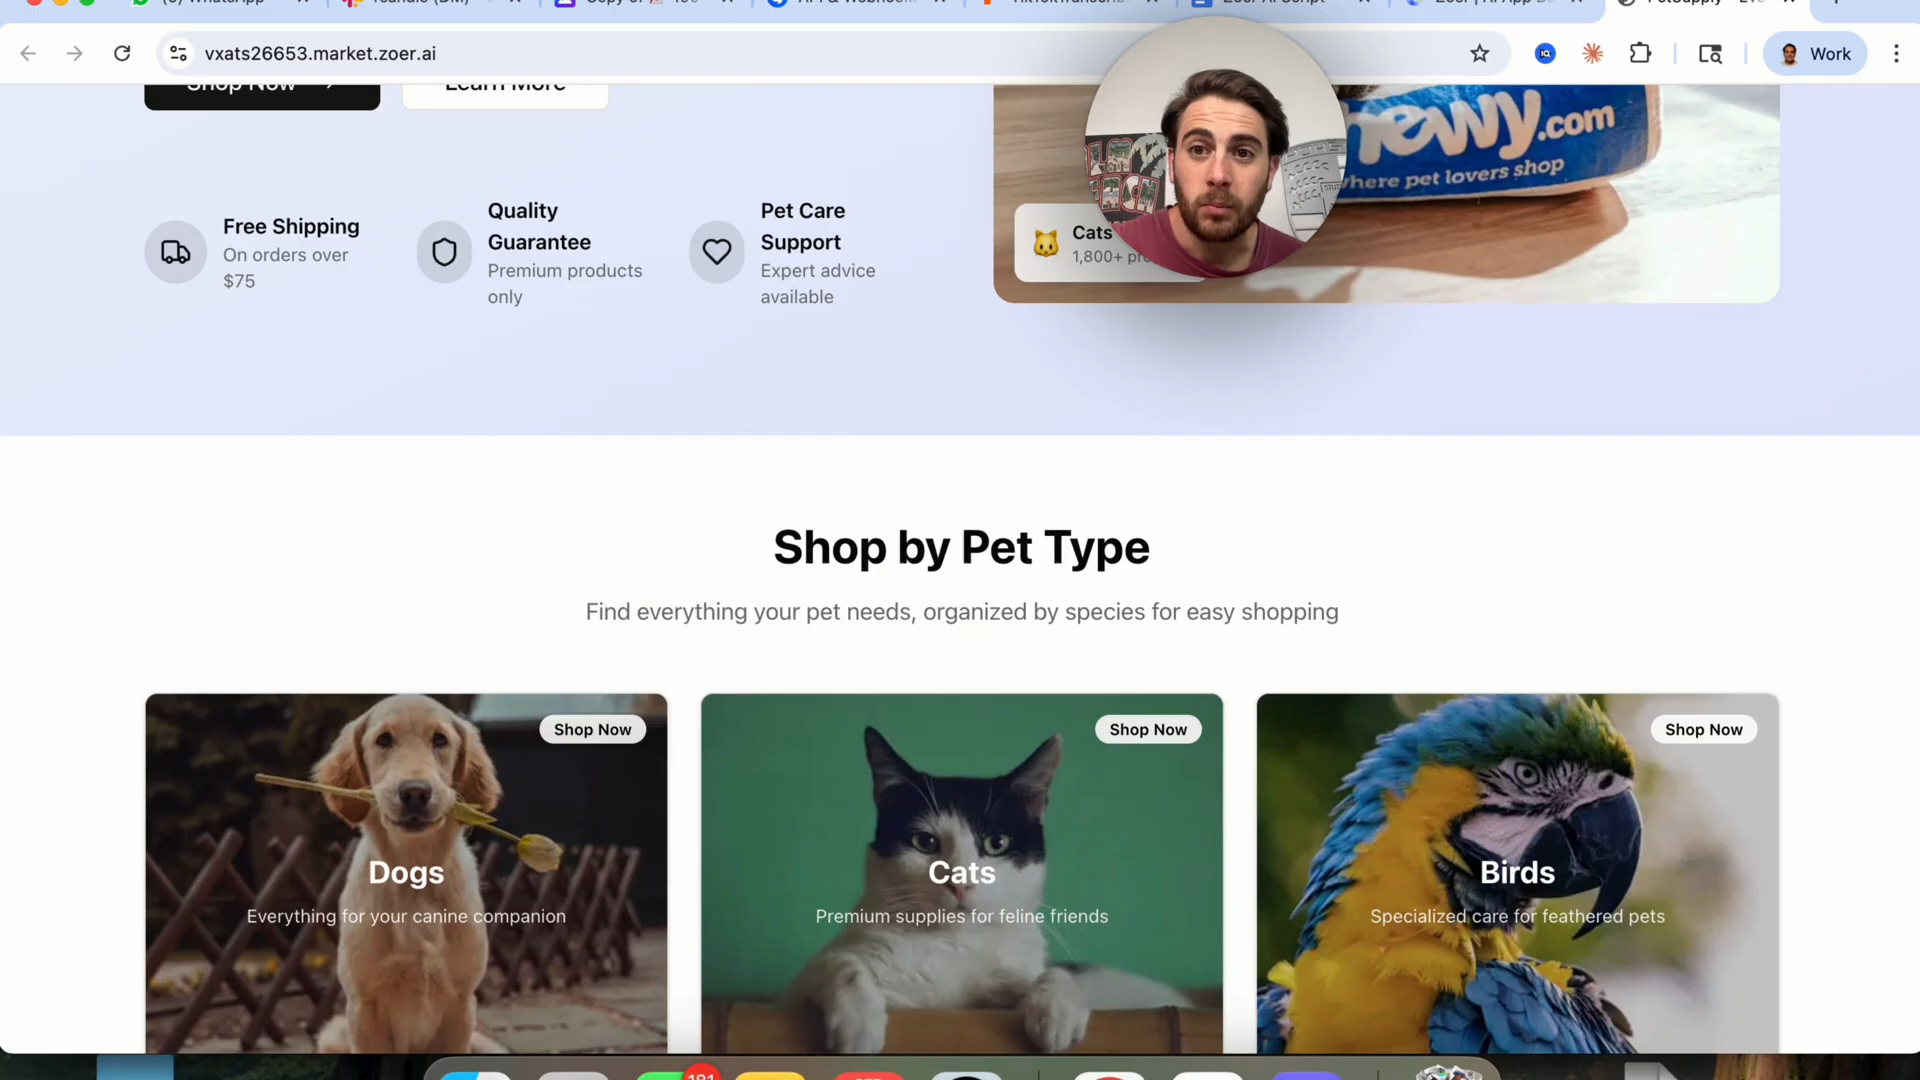 vxats26653.market.zoer.ai
Work
Shop Now
Learn More
hewy.com
where pet lovers shop
Free Shipping
On orders over
$75
Quality
Guarantee
Premium products
only
Pet Care
Support
Expert advice
available
Cats
1,800+
Shop by Pet Type
Find everything your pet needs, organized by species for easy shopping
Shop Now
Dogs
Everything for your canine companion
Shop Now
Cats
Premium supplies for feline friends
Shop Now
Birds
Specialized care for feathered pets
181